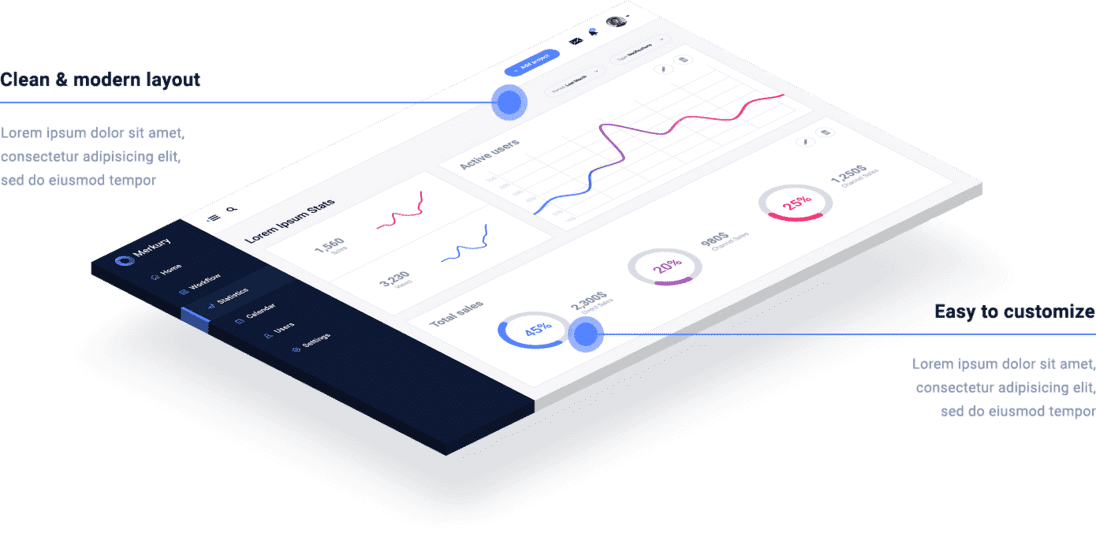 Clean & modern layout
Lorem ipsum dolor sit amet,
consectetur adipisicing elit,
sed do eiusmod tempor
+ Add project
Last Month
Type Notifications
Active users
Lorem Ipsum Stats
1,560
Sales
3,230
Merkury
Home
Workflow
Statistics
Calendar
Users
Settings
Total sales
45%
2,300$
Direct Sales
20%
980$
Channel Sales
25%
1,250$
Channel Sales
Easy to customize
Lorem ipsum dolor sit amet,
consectetur adipisicing elit,
sed do eiusmod tempor